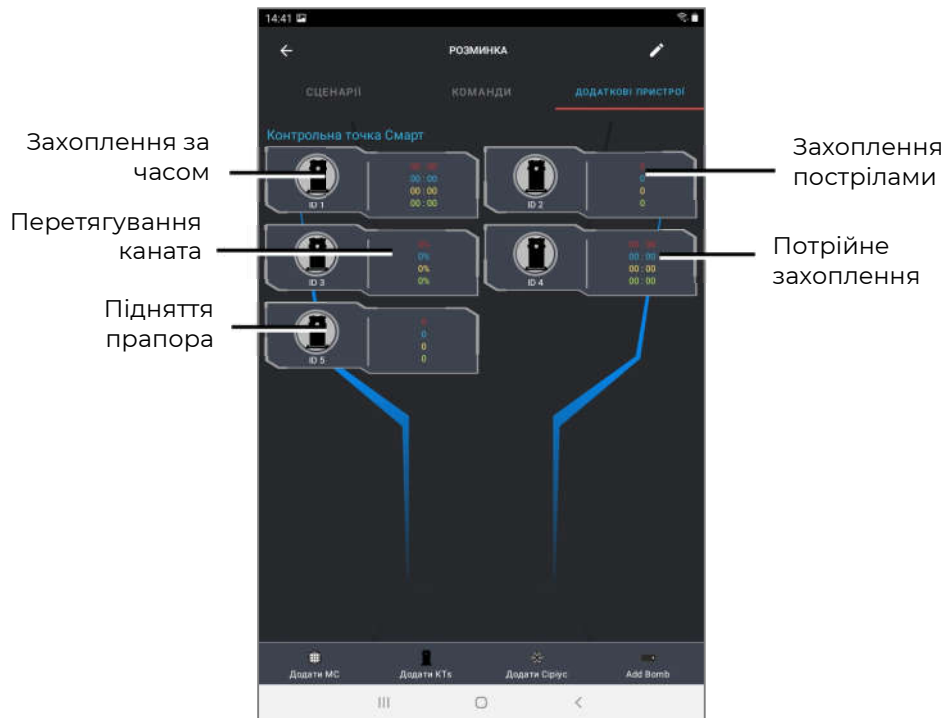 14:41
РОЗМИНКА
СЦЕНАРІЇ
КОМАНДИ
ДОДАТКОВІ ПРИСТРОЇ
Контрольна точка Смарт
Захоплення за
часом
ID 1
00 : 00
00 : 00
00 : 00
00 : 00
ID 2
0
0
0
0
Захоплення
пострілами
Перетягування
каната
ID 3
0%
0%
0%
0%
ID 4
00 : 00
00 : 00
00 : 00
00 : 00
Потрійне
захоплення
Підняття
прапора
ID 5
0
0
0
0
Додати МС
Додати KTs
Додати Сіріус
Add Bomb